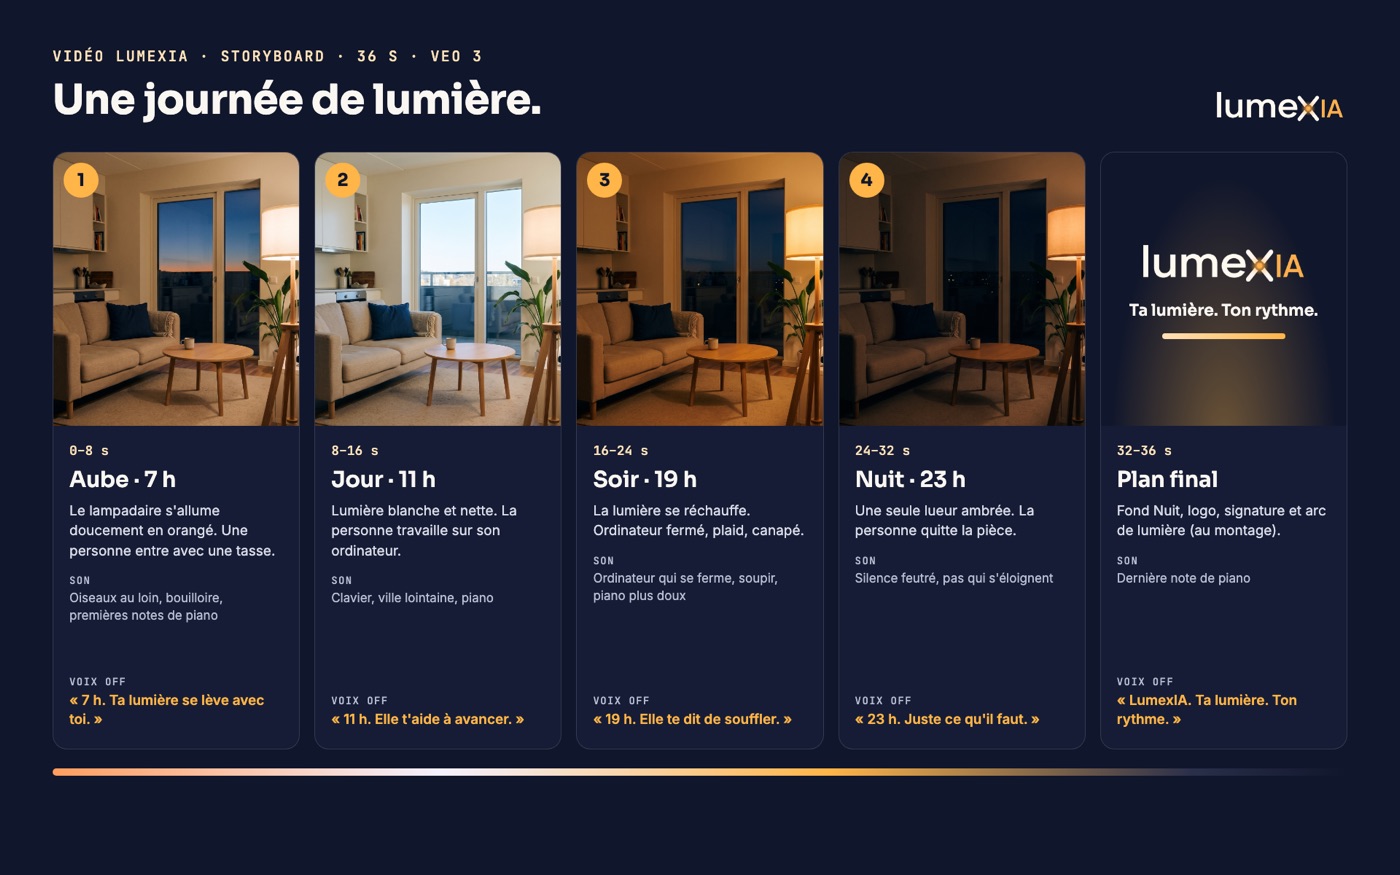 VIDÉO LUMEXIA · STORYBOARD · 36 S · VEO 3
Une journée de lumière.
lumeXIA
1
2
3
4
lumeXIA
Ta lumière. Ton rythme.
0–8 s
Aube · 7 h
Le lampadaire s'allume
doucement en orangé. Une
personne entre avec une tasse.
SON
Oiseaux au loin, bouilloire,
premières notes de piano
VOIX OFF
« 7 h. Ta lumière se lève avec
toi. »
8–16 s
Jour · 11 h
Lumière blanche et nette. La
personne travaille sur son
ordinateur.
SON
Clavier, ville lointaine, piano
VOIX OFF
« 11 h. Elle t'aide à avancer. »
16–24 s
Soir · 19 h
La lumière se réchauffe.
Ordinateur fermé, plaid, canapé.
SON
Ordinateur qui se ferme, soupir,
piano plus doux
VOIX OFF
« 19 h. Elle te dit de souffler. »
24–32 s
Nuit · 23 h
Une seule lueur ambrée. La
personne quitte la pièce.
SON
Silence feutré, pas qui s'éloignent
VOIX OFF
« 23 h. Juste ce qu'il faut. »
32–36 s
Plan final
Fond Nuit, logo, signature et arc
de lumière (au montage).
SON
Dernière note de piano
VOIX OFF
« LumexIA. Ta lumière. Ton
rythme. »